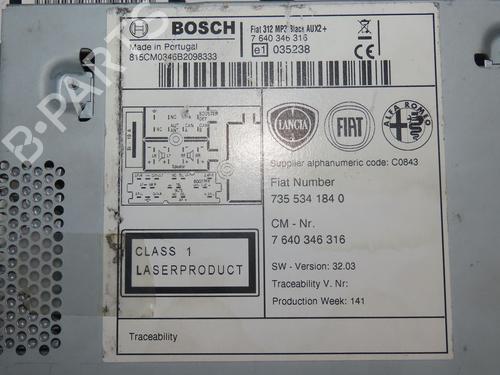 BOSCH
Made in Portugal
815CM0346B2098333
Fiat 312 MP3 Black AUX2+
7 640 346 316
e1 035238
LANCIA
FIAT
ALFA ROMEO
Supplier alphanumeric code: C0843
Fiat Number
735 534 184 0
CM - Nr.
7 640 346 316
SW - Version: 32.03
Traceability V. Nr:
Production Week: 141
CLASS 1
LASERPRODUCT
Traceability
B-PARTS